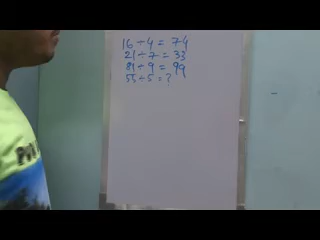 16 ÷ 4 = 74
21 ÷ 7 = 33
81 ÷ 9 = 99
55 ÷ 5 = ?